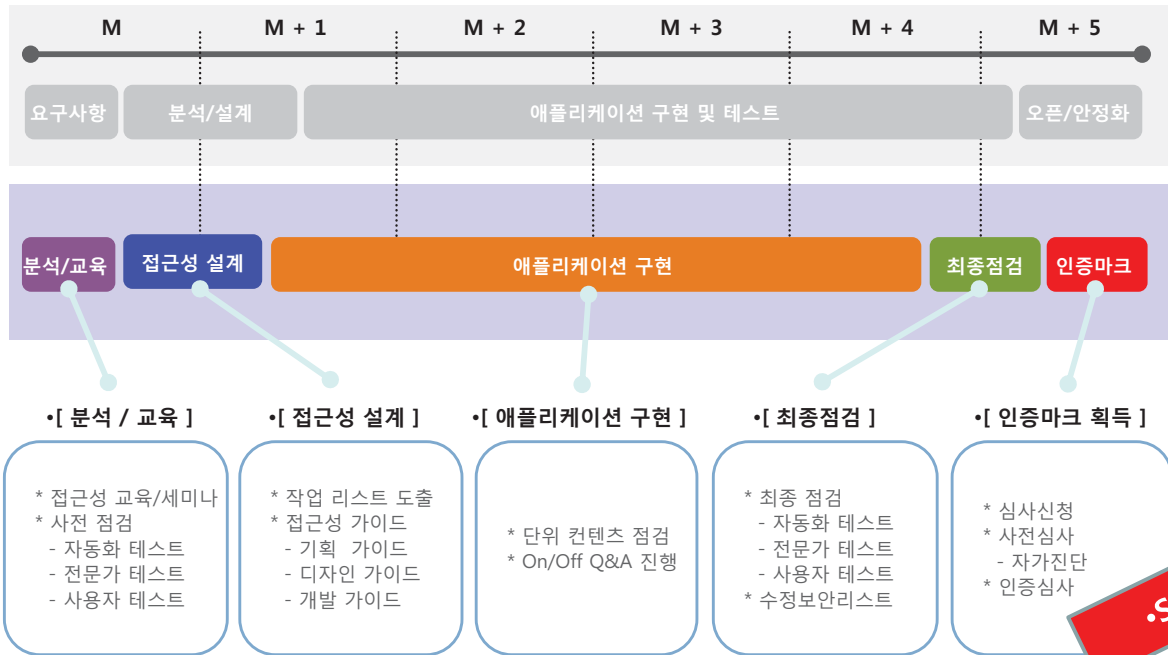 M M + 1 M + 2 M + 3 M + 4 M + 5
요구사항 분석/설계 애플리케이션 구현 및 테스트 오픈/안정화
분석/교육 접근성 설계 애플리케이션 구현 최종점검 인증마크
•[ 분석 / 교육 ]
* 접근성 교육/세미나
* 사전 점검
- 자동화 테스트
- 전문가 테스트
- 사용자 테스트
•[ 접근성 설계 ]
* 작업 리스트 도출
* 접근성 가이드
- 기획 가이드
- 디자인 가이드
- 개발 가이드
•[ 애플리케이션 구현 ]
* 단위 컨텐츠 점검
* On/Off Q&A 진행
•[ 최종점검 ]
* 최종 점검
- 자동화 테스트
- 전문가 테스트
- 사용자 테스트
* 수정보안리스트
•[ 인증마크 획득 ]
* 심사신청
* 사전심사
- 자가진단
* 인증심사